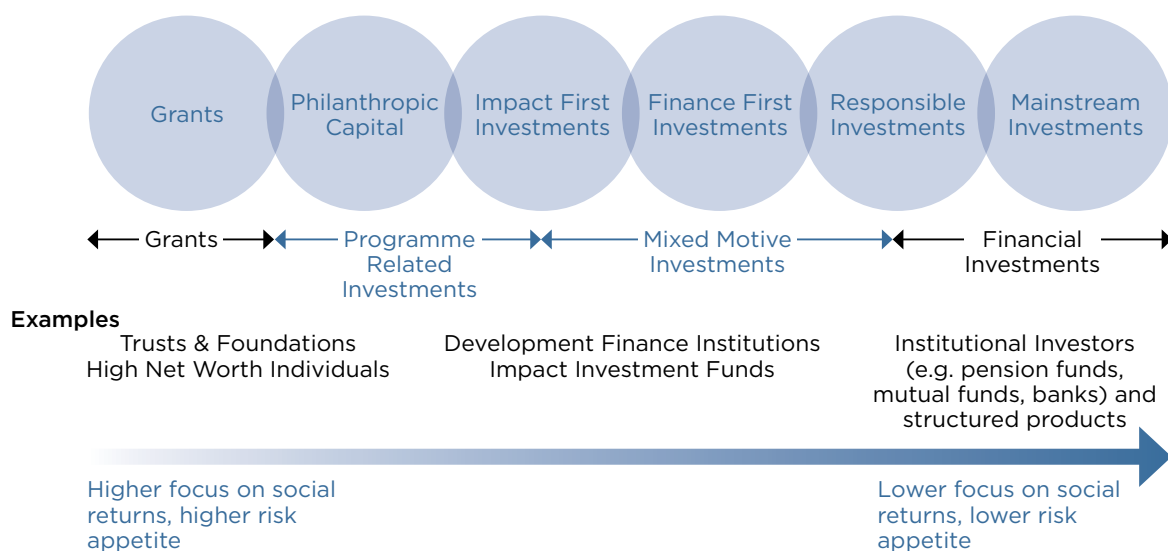 Grants
Philanthropic
Capital
Impact First
Investments
Finance First
Investments
Responsible
Investments
Mainstream
Investments
Grants
Programme
Related
Investments
Mixed Motive
Investments
Financial
Investments
Examples
Trusts & Foundations
High Net Worth Individuals
Development Finance Institutions
Impact Investment Funds
Institutional Investors
(e.g. pension funds,
mutual funds, banks) and
structured products
Higher focus on social
returns, higher risk
appetite
Lower focus on social
returns, lower risk
appetite